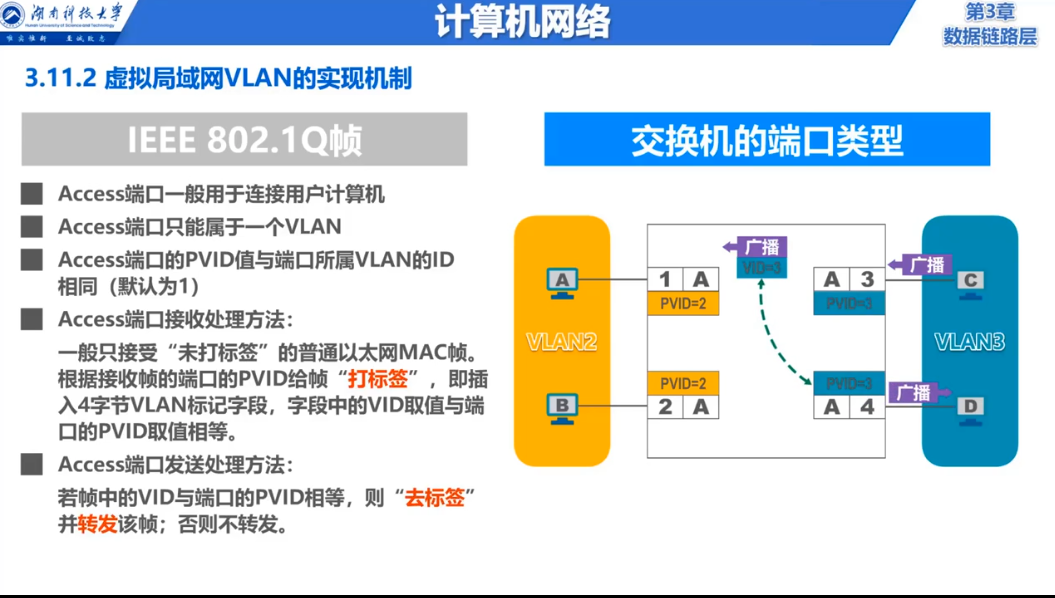 湖南科技大学
Hunan University of Science and Technology
唯实惟新 至诚致志
计算机网络
第3章
数据链路层
3.11.2 虚拟局域网VLAN的实现机制
IEEE 802.1Q帧
Access端口一般用于连接用户计算机
Access端口只能属于一个VLAN
Access端口的PVID值与端口所属VLAN的ID
相同（默认为1）
Access端口接收处理方法：
一般只接受“未打标签”的普通以太网MAC帧。
根据接收帧的端口的PVID给帧“打标签”，即插
入4字节VLAN标记字段，字段中的VID取值与端
口的PVID取值相等。
Access端口发送处理方法：
若帧中的VID与端口的PVID相等，则“去标签”
并转发该帧；否则不转发。
交换机的端口类型
广播
VID=3
广播
A
1 A
A 3
C
PVID=2
PVID=3
VLAN2
VLAN3
PVID=2
PVID=3
广播
B
2 A
A 4
D